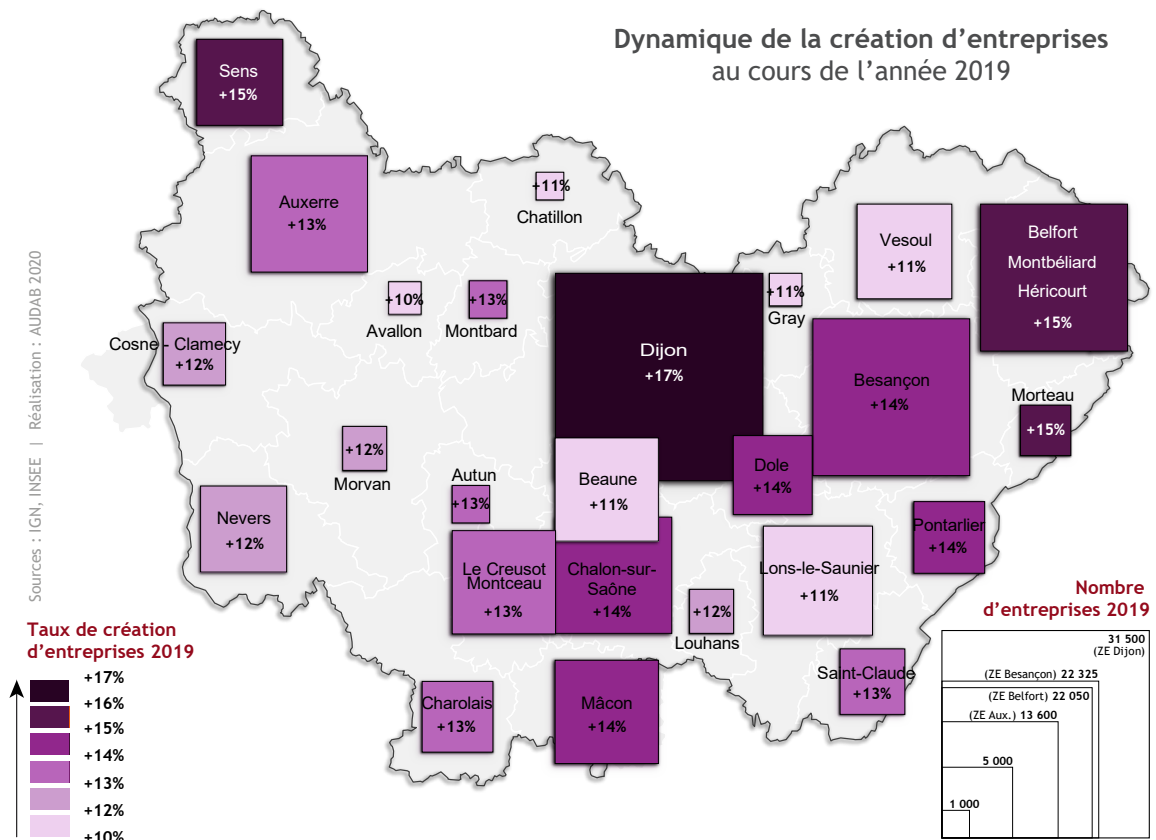 Dynamique de la création d'entreprises
au cours de l'année 2019
Sens
+15%
Auxerre
+13%
+11%
Chatillon
Vesoul
+11%
Belfort
Montbéliard
Héricourt
+15%
+10%
Avallon
+13%
Montbard
+11%
Gray
Cosne - Clamecy
+12%
Dijon
+17%
Besançon
+14%
Morteau
+15%
+12%
Morvan
Autun
+13%
Beaune
+11%
Dole
+14%
Nevers
+12%
Pontarlier
+14%
Le Creusot
Montceau
+13%
Chalon-sur-
Saône
+14%
+12%
Louhans
Lons-le-Saunier
+11%
Saint-Claude
+13%
Charolais
+13%
Mâcon
+14%
Sources : IGN, INSEE | Réalisation : AUDAB 2020
Taux de création
d'entreprises 2019
+17%
+16%
+15%
+14%
+13%
+12%
+10%
Nombre
d'entreprises 2019
31 500
(ZE Dijon)
(ZE Besançon) 22 325
(ZE Belfort) 22 050
(ZE Aux.) 13 600
5 000
1 000